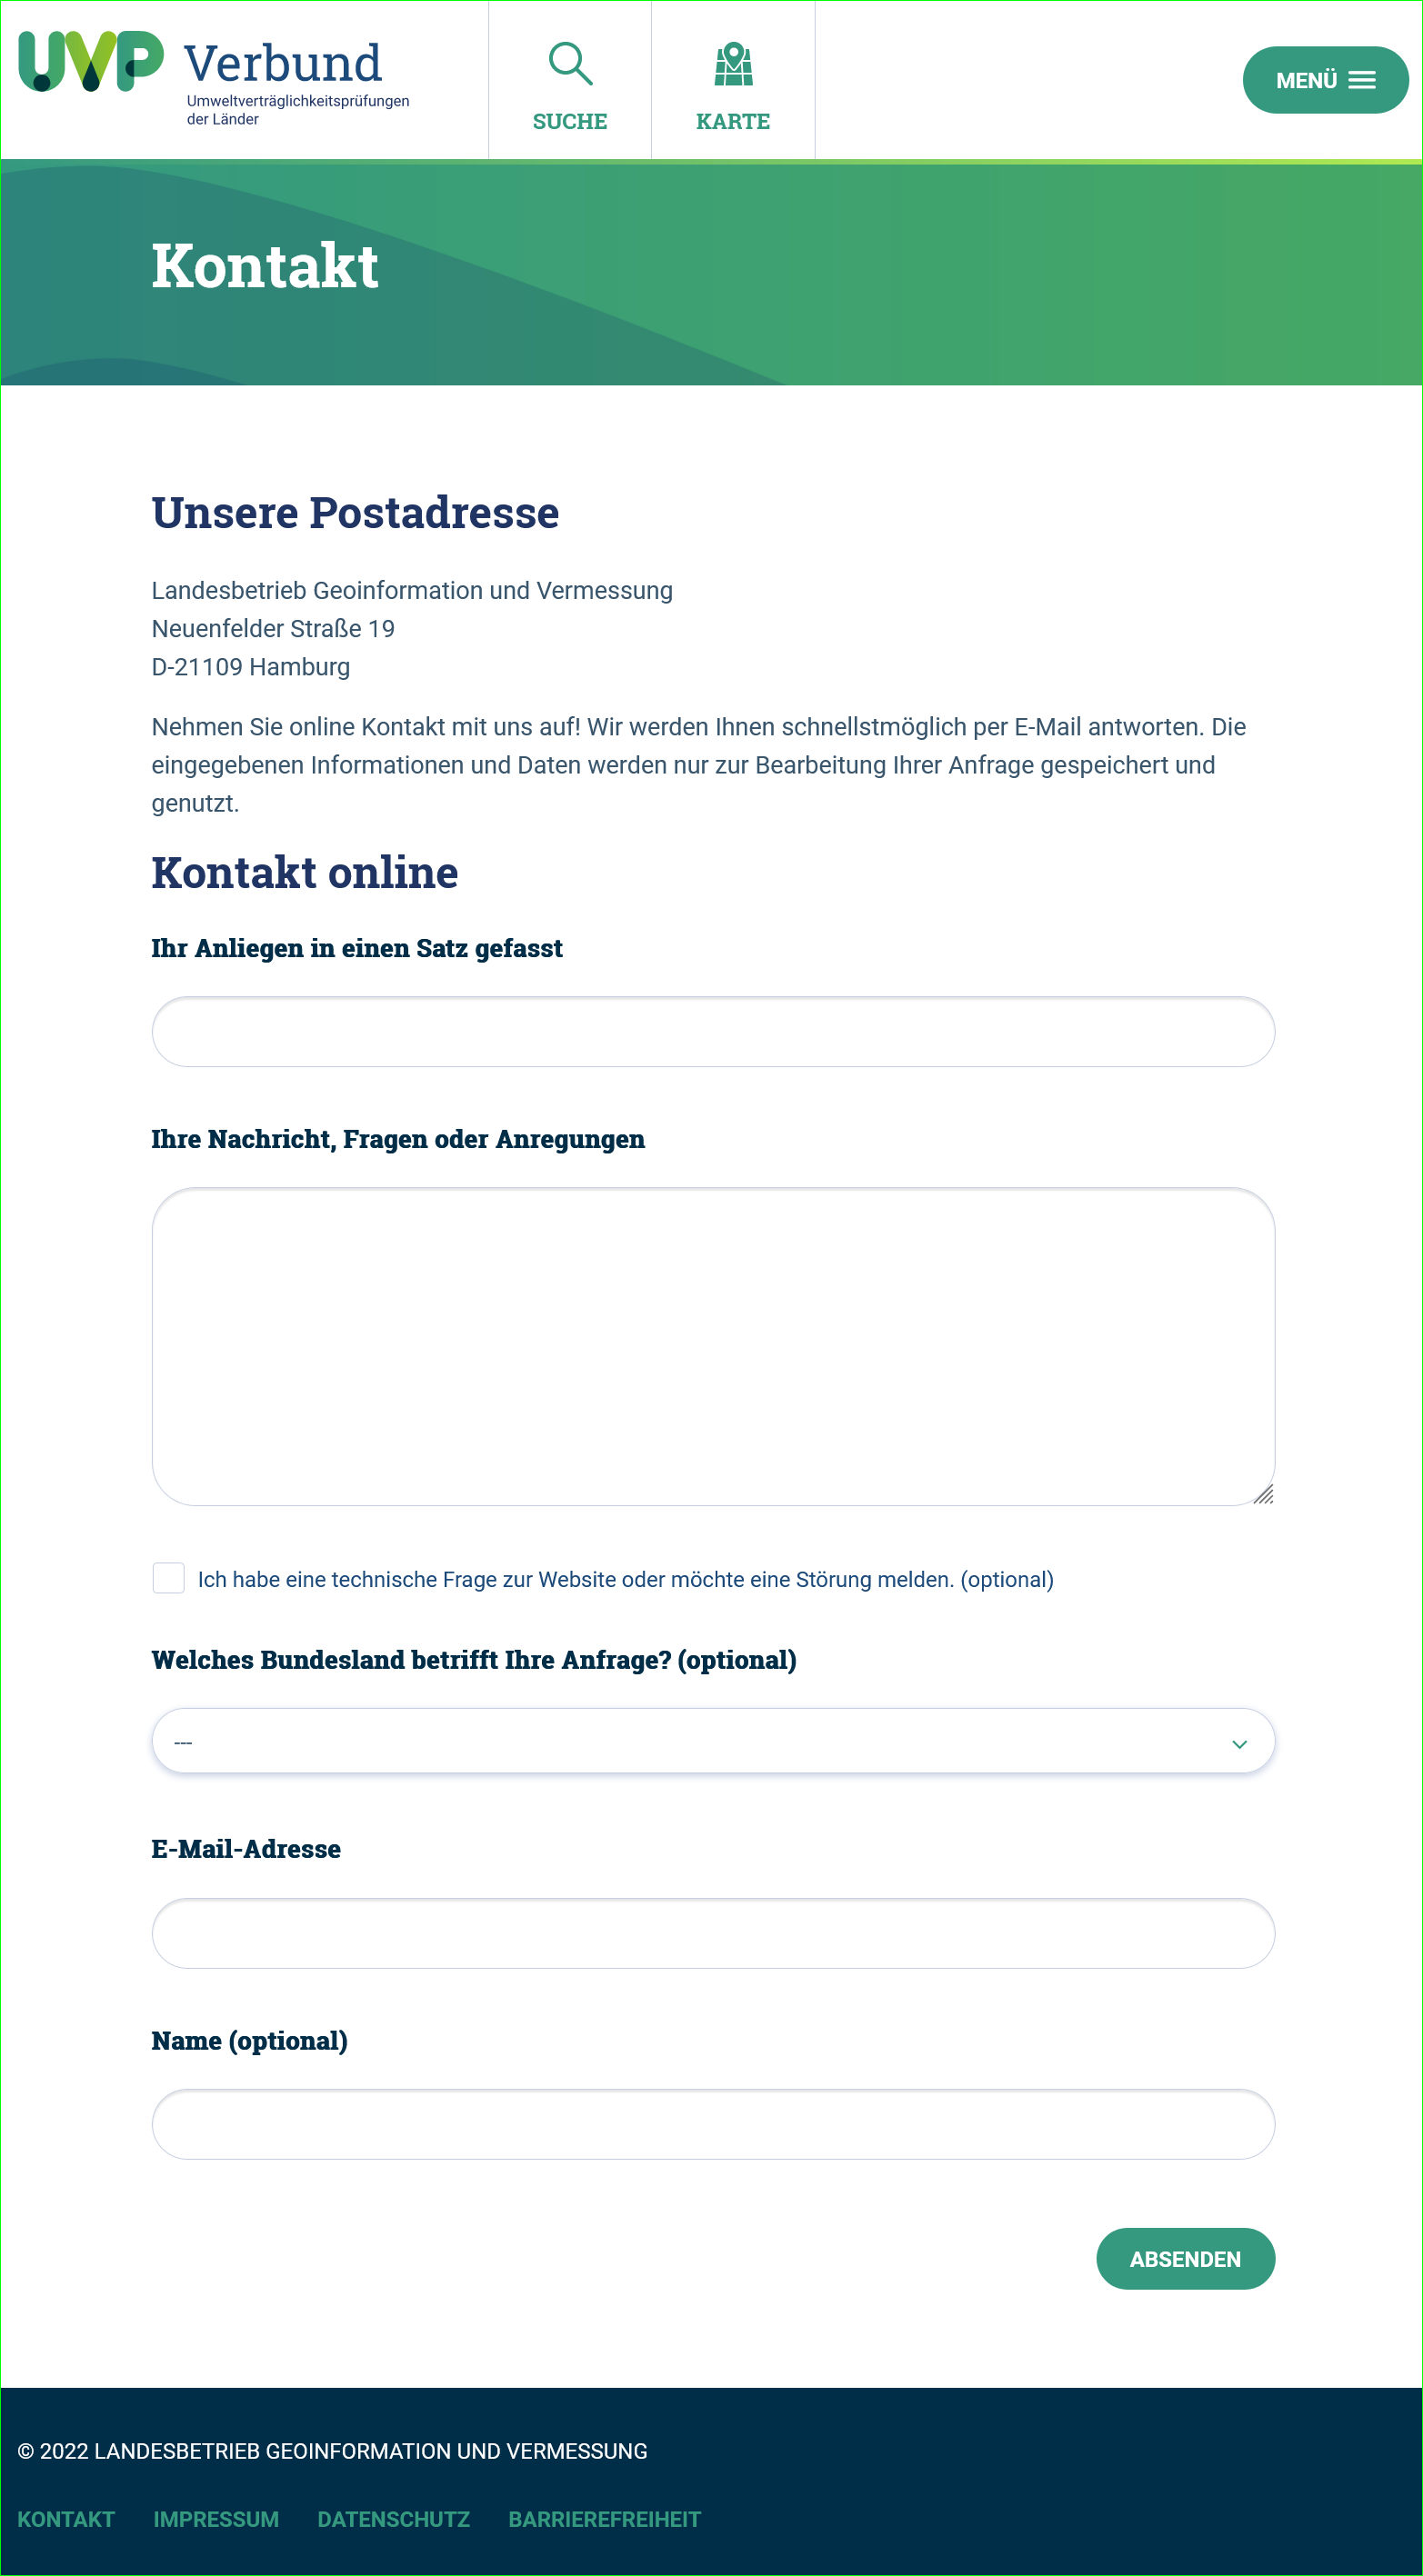 UVP Verbund
Umweltverträglichkeitsprüfungen
der Länder
SUCHE
KARTE
MENÜ
Kontakt
Unsere Postadresse
Landesbetrieb Geoinformation und Vermessung
Neuenfelder Straße 19
D-21109 Hamburg
Nehmen Sie online Kontakt mit uns auf! Wir werden Ihnen schnellstmöglich per E-Mail antworten. Die
eingegebenen Informationen und Daten werden nur zur Bearbeitung Ihrer Anfrage gespeichert und
genutzt.
Kontakt online
Ihr Anliegen in einen Satz gefasst
Ihre Nachricht, Fragen oder Anregungen
Ich habe eine technische Frage zur Website oder möchte eine Störung melden. (optional)
Welches Bundesland betrifft Ihre Anfrage? (optional)
---
E-Mail-Adresse
Name (optional)
ABSENDEN
© 2022 LANDESBETRIEB GEOINFORMATION UND VERMESSUNG
KONTAKT IMPRESSUM DATENSCHUTZ BARRIEREFREIHEIT